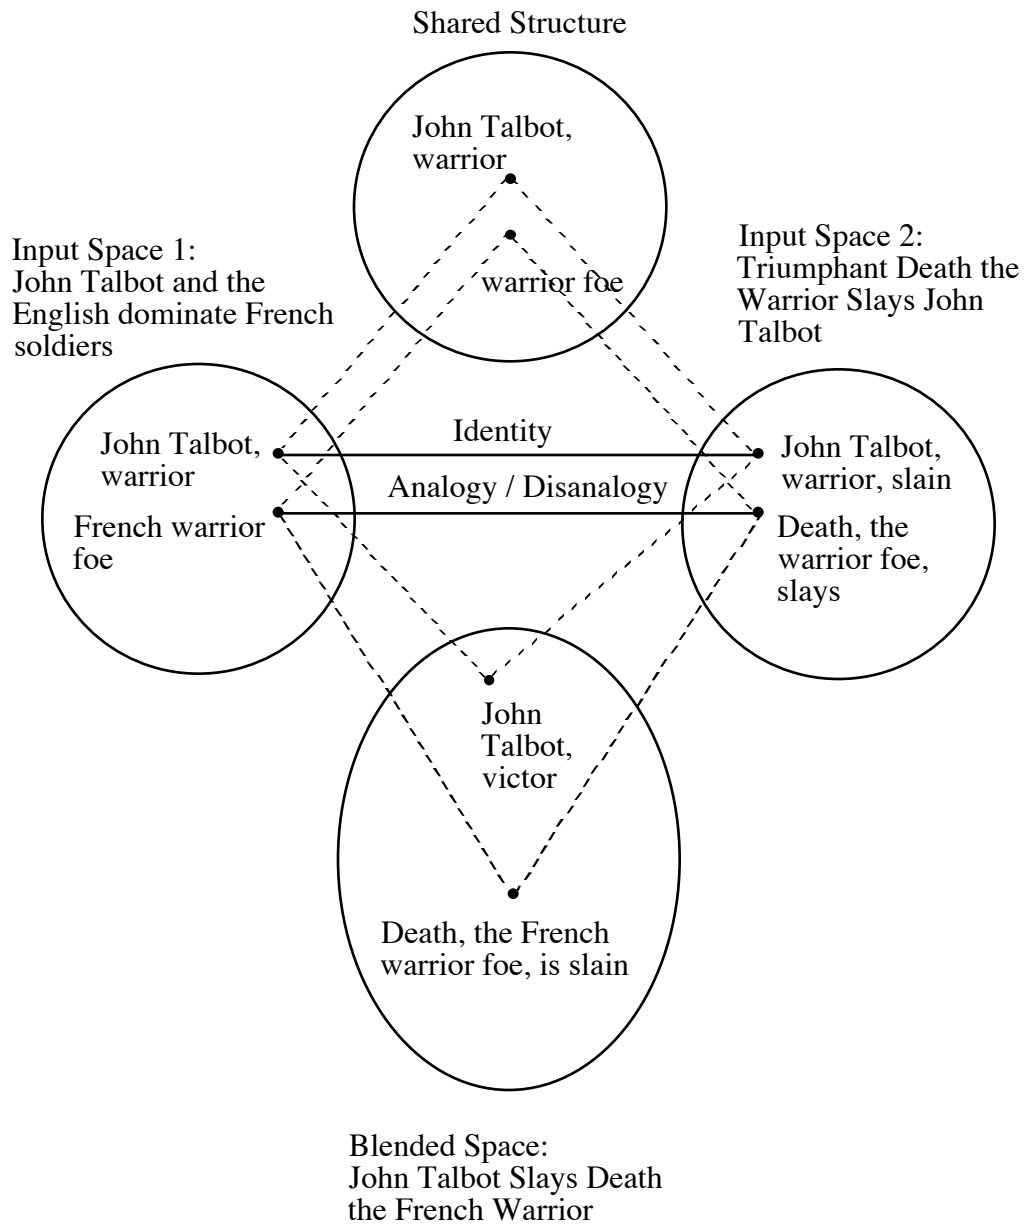 Shared Structure
John Talbot,
warrior
warrior foe
Input Space 1:
John Talbot and the
English dominate French
soldiers
Input Space 2:
Triumphant Death the
Warrior Slays John
Talbot
Identity
Analogy / Disanalogy
John Talbot,
warrior
French warrior
foe
John Talbot,
warrior, slain
Death, the
warrior foe,
slays
John
Talbot,
victor
Death, the French
warrior foe, is slain
Blended Space:
John Talbot Slays Death
the French Warrior